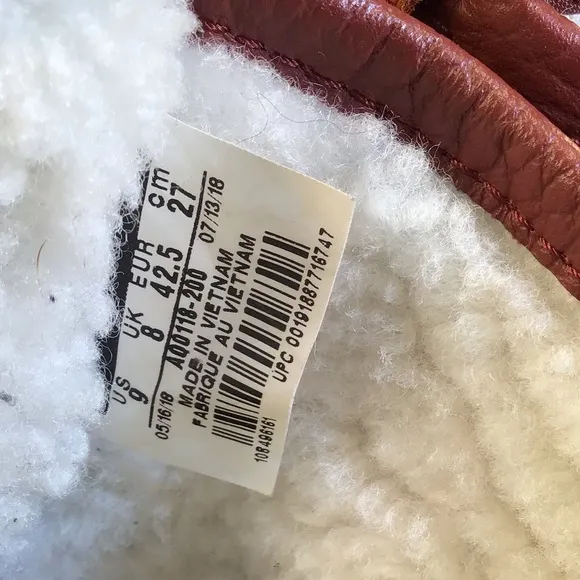 US UK EUR cm
9 8 42.5 27
05/16/18 07/13/18
A00118-200
MADE IN VIETNAM
FABRIQUE AU VIETNAM
108496161
UPC 00191887716747